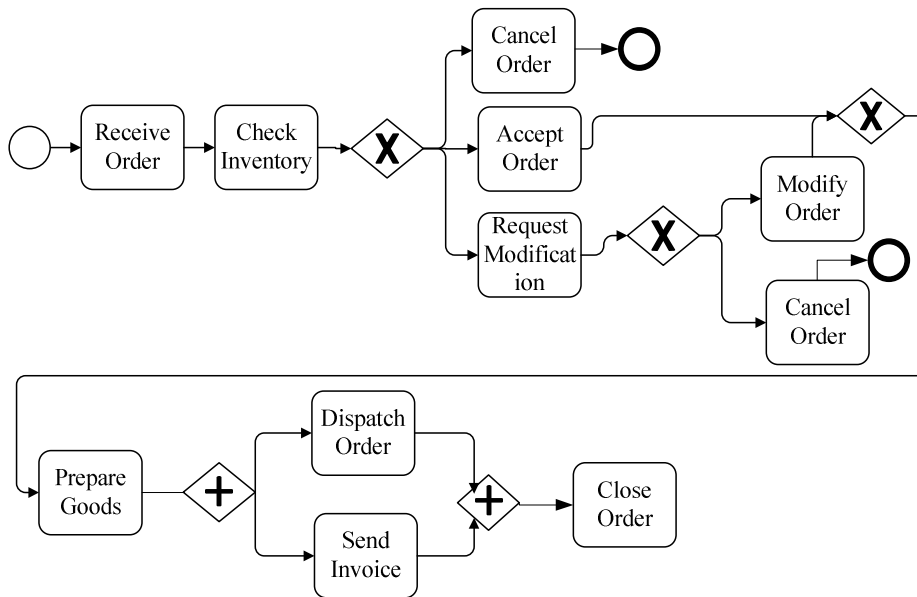 Cancel
Order
Receive
Order
Check
Inventory
X
Accept
Order
X
Request
Modificat
ion
X
Modify
Order
Cancel
Order
Prepare
Goods
+
Dispatch
Order
Send
Invoice
+
Close
Order